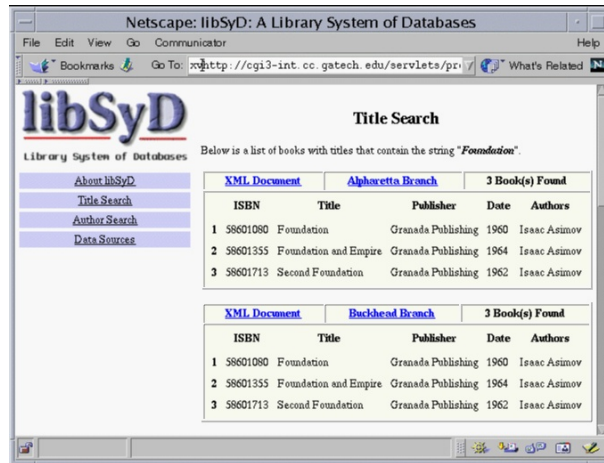 Netscape: libSyD: A Library System of Databases
File Edit View Go Communicator Help
Bookmarks Go To: http://cgi3-int.cc.gatech.edu/servlets/pr What's Related
libSyD
Library System of Databases
About libSyD
Title Search
Author Search
Data Sources
Title Search
Below is a list of books with titles that contain the string "Foundation".
XML Document Alpharetta Branch 3 Book(s) Found
ISBN Title Publisher Date Authors
1 58601080 Foundation Granada Publishing 1960 Isaac Asimov
2 58601355 Foundation and Empire Granada Publishing 1964 Isaac Asimov
3 58601713 Second Foundation Granada Publishing 1962 Isaac Asimov
XML Document Buckhead Branch 3 Book(s) Found
ISBN Title Publisher Date Authors
1 58601080 Foundation Granada Publishing 1960 Isaac Asimov
2 58601355 Foundation and Empire Granada Publishing 1964 Isaac Asimov
3 58601713 Second Foundation Granada Publishing 1962 Isaac Asimov